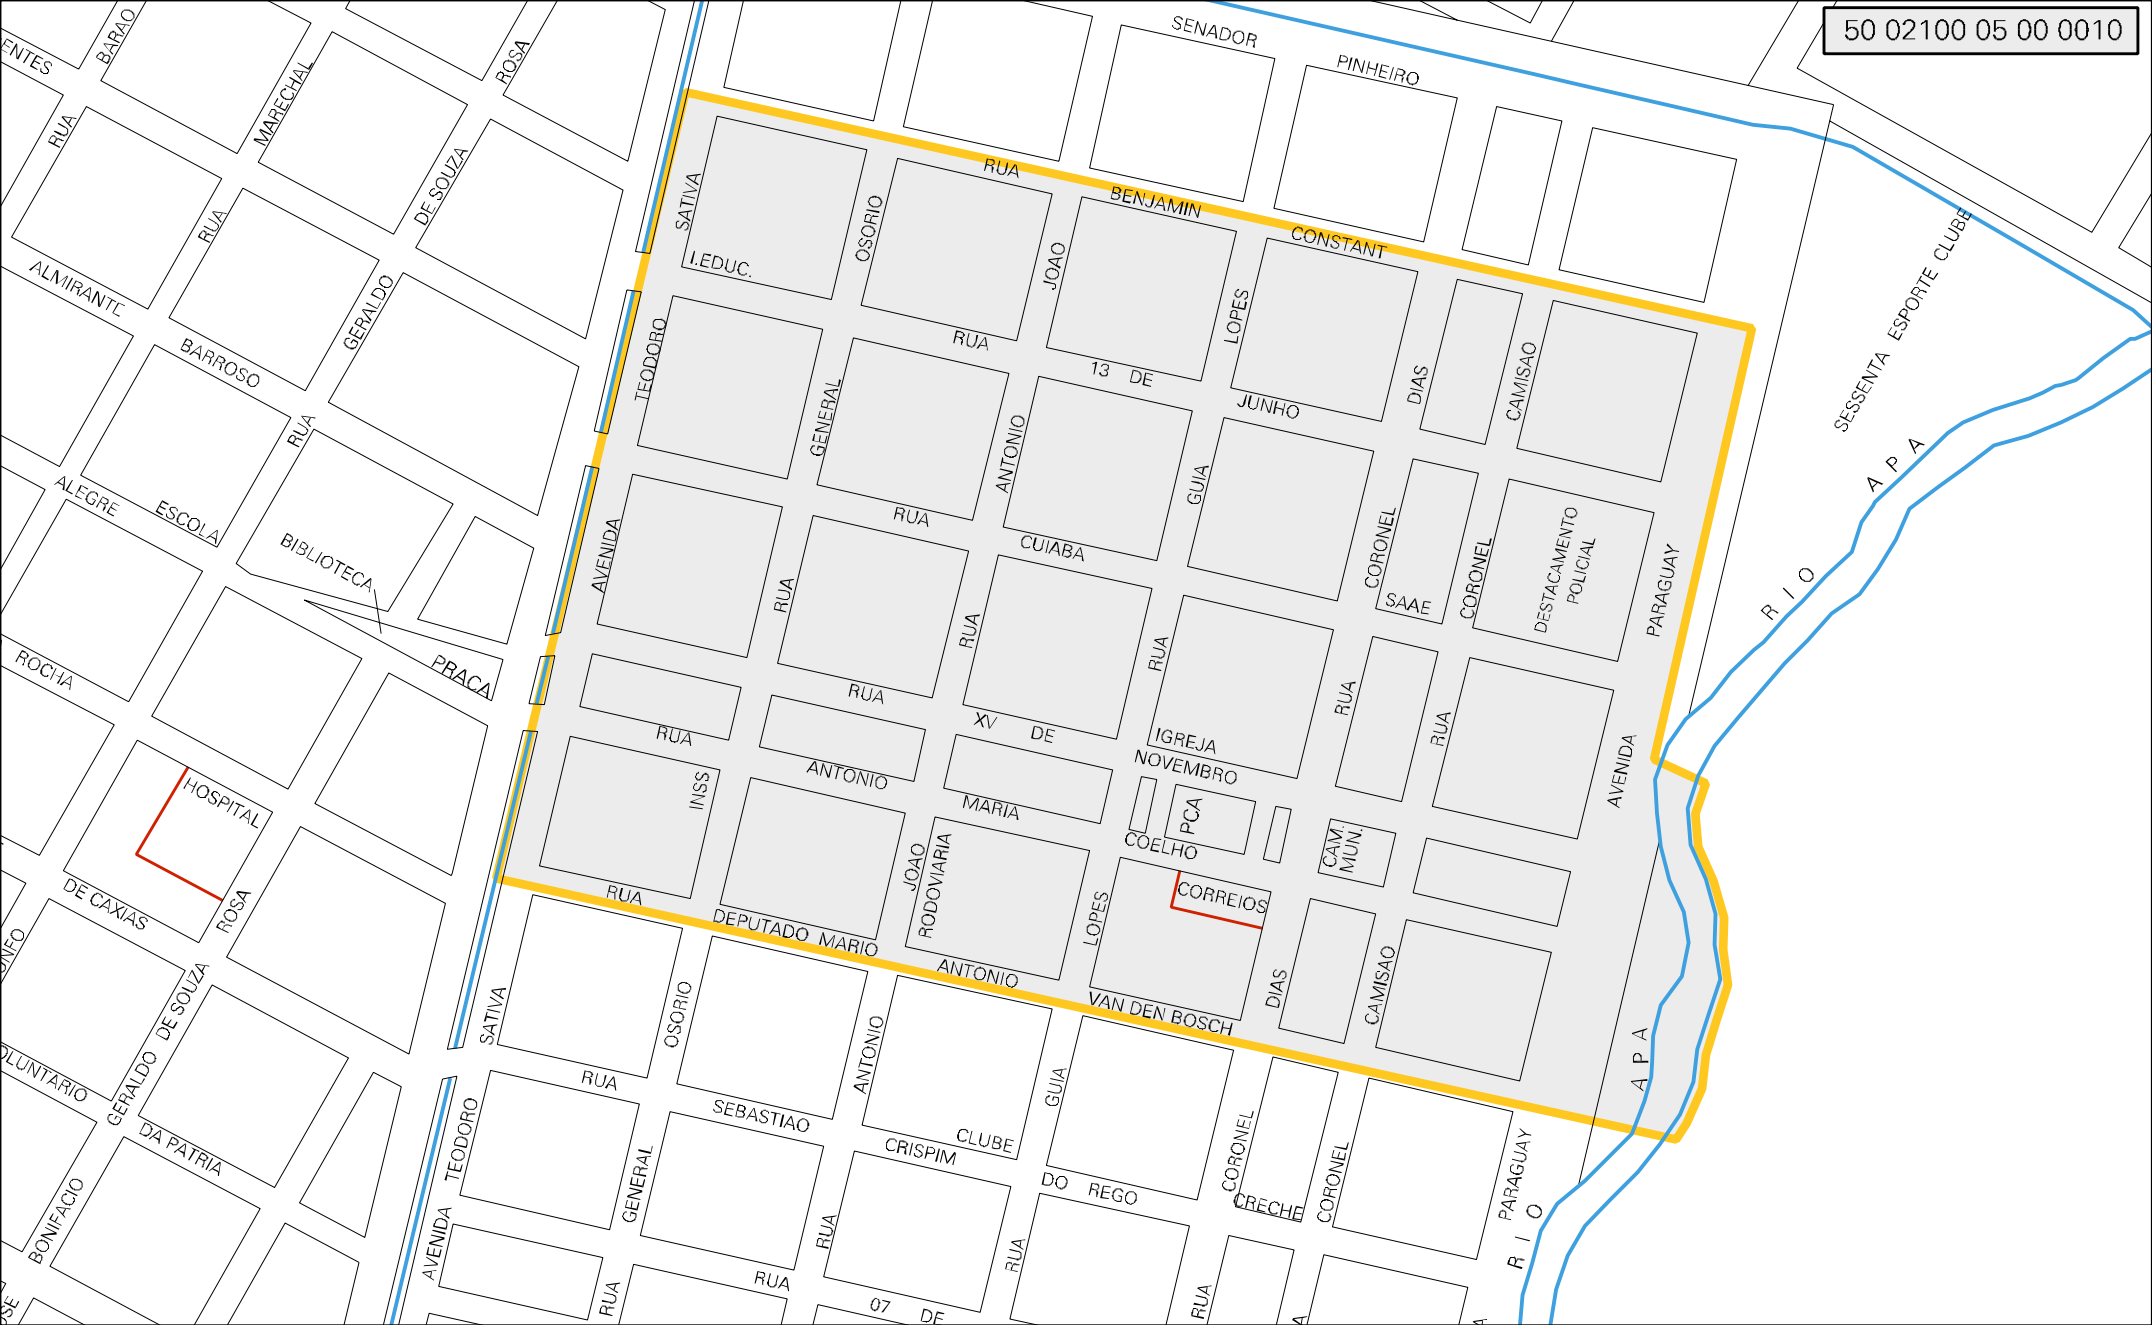 50 02100 05 00 0010
SENADOR
PINHEIRO
BARAO
ENTES
ROSA
MARECHAL
RUA
RUA
BENJAMIN
CONSTANT
DE SOUZA
SATIVA
OSORIO
JOAO
LOPES
I.EDUC.
RUA
SESSENTA ESPORTE CLUBE
ALMIRANTE
BARROSO
GERALDO
TEODORO
RUA
13 DE
JUNHO
DIAS
CAMISAO
GENERAL
ANTONIO
GUIA
RUA
ALEGRE
ESCOLA
BIBLIOTECA
AVENIDA
RUA
CUIABA
CORONEL
SAAE
CORONEL
DESTACAMENTO
POLICIAL
PARAGUAY
RIO
APA
RUA
RUA
RUA
RUA
RUA
ROCHA
PRACA
RUA
XV DE
NOVEMBRO
IGREJA
AVENIDA
RUA
ANTONIO
MARIA
COELHO
INSS
PCA
CAM.
MUN.
HOSPITAL
JOAO
RODOVIARIA
LOPES
CORREIOS
DE CAXIAS
ROSA
RUA
DEPUTADO MARIO
ANTONIO
VAN DEN BOSCH
DIAS
CAMISAO
ONFO
DE SOUZA
SATIVA
OSORIO
ANTONIO
GUIA
RIO
APA
OLUNTARIO
DA PATRIA
GERALDO
RUA
SEBASTIAO
CRISPIM
DO REGO
CLUBE
TEODORO
GENERAL
CORONEL
CRECHE
CORONEL
PARAGUAY
BONIFACIO
AVENIDA
RUA
RUA
RUA
RUA
RUA
07 DE
SE
A
A